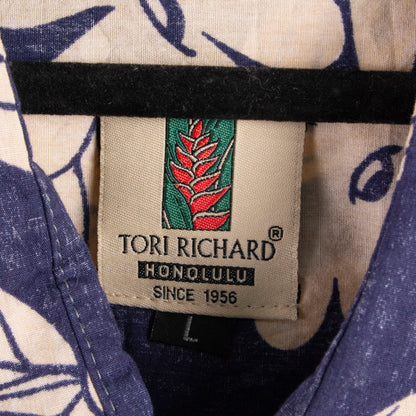 TORI RICHARD®
HONOLULU
SINCE 1956
L